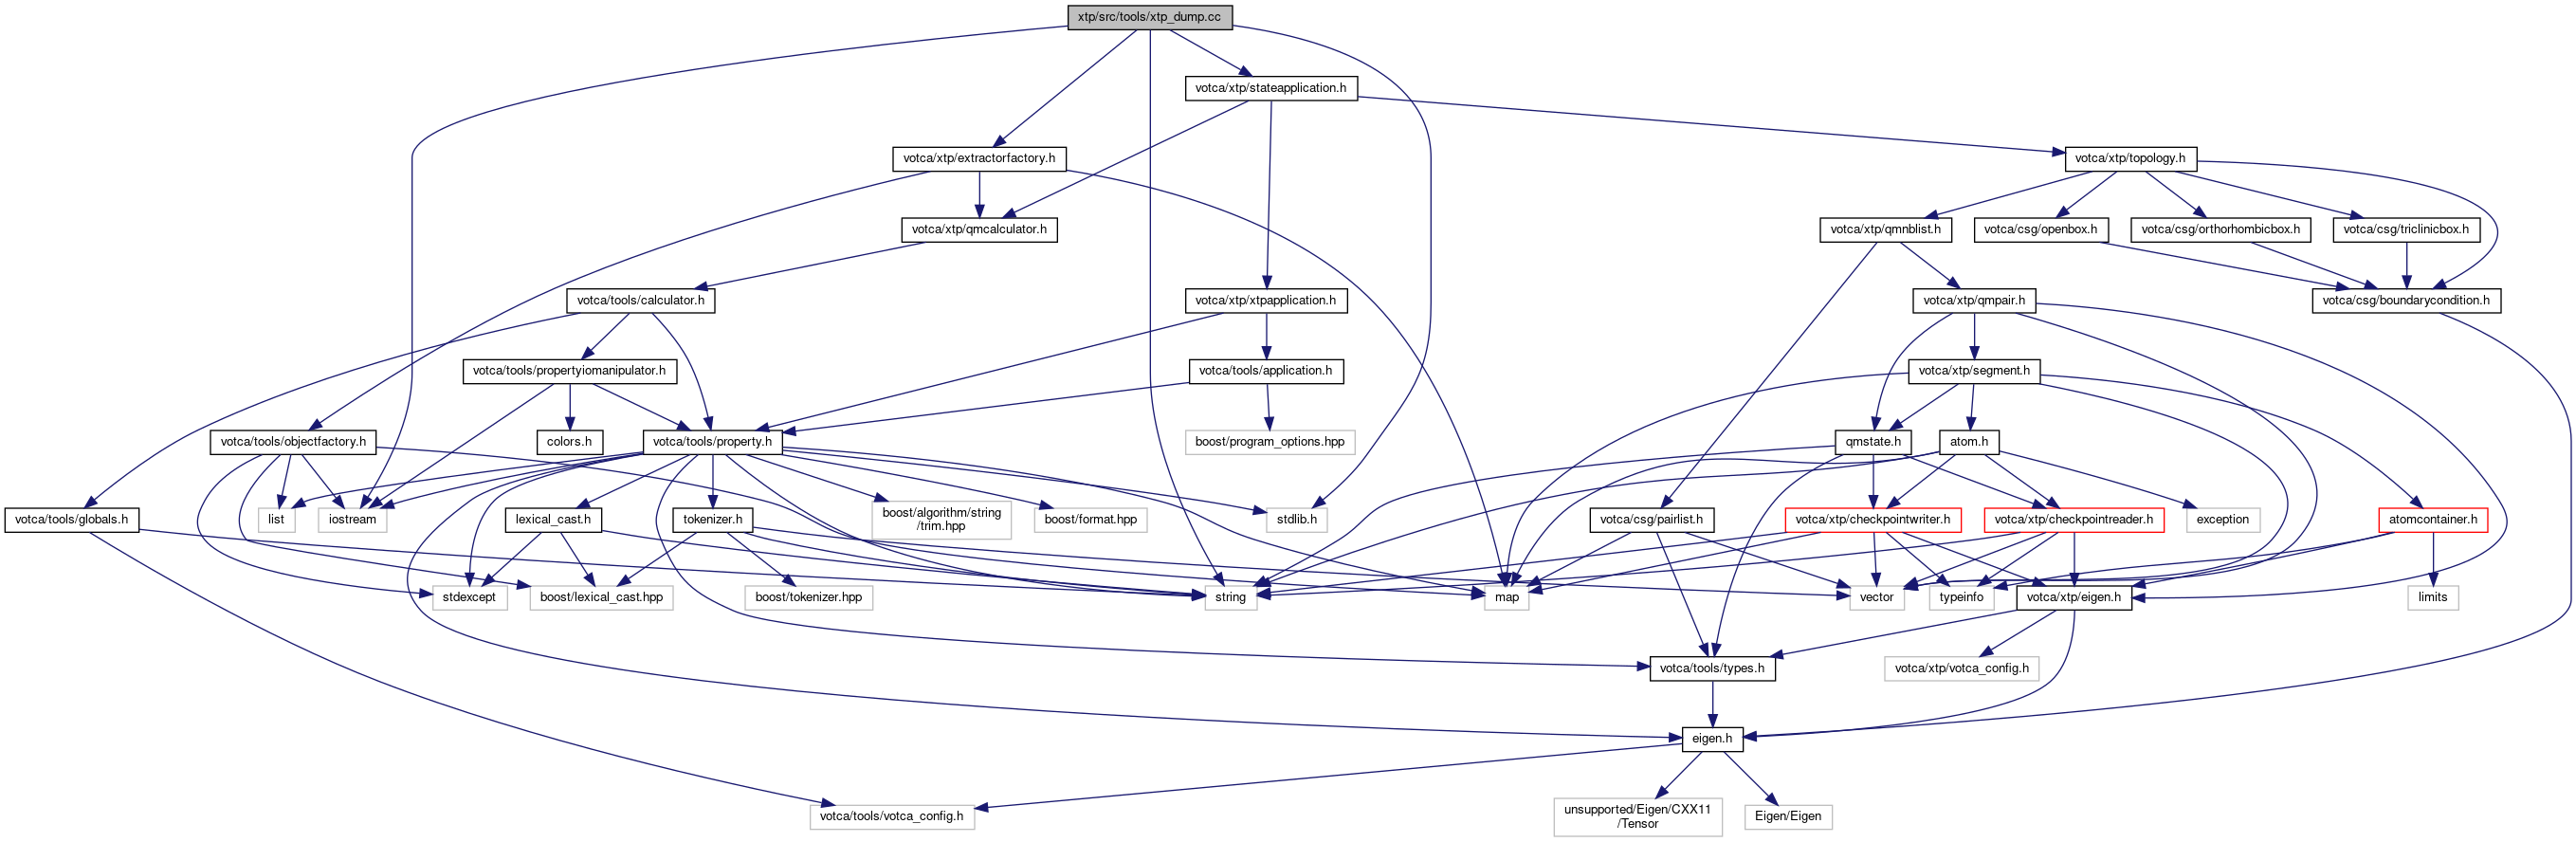 xtp/src/tools/xtp_dump.cc
votca/xtp/stateapplication.h
votca/xtp/extractorfactory.h
votca/xtp/topology.h
votca/xtp/qmcalculator.h
votca/xtp/qmnblist.h
votca/csg/openbox.h
votca/csg/orthorhombicbox.h
votca/csg/triclinicbox.h
votca/tools/calculator.h
votca/xtp/xtpapplication.h
votca/xtp/qmpair.h
votca/csg/boundarycondition.h
votca/tools/propertyiomanipulator.h
votca/tools/application.h
votca/xtp/segment.h
votca/tools/objectfactory.h
colors.h
votca/tools/property.h
boost/program_options.hpp
qmstate.h
atom.h
votca/tools/globals.h
list
iostream
lexical_cast.h
tokenizer.h
boost/algorithm/string
/trim.hpp
boost/format.hpp
stdlib.h
votca/csg/pairlist.h
votca/xtp/checkpointwriter.h
votca/xtp/checkpointreader.h
exception
atomcontainer.h
stdexcept
boost/lexical_cast.hpp
boost/tokenizer.hpp
string
map
vector
typeinfo
votca/xtp/eigen.h
limits
votca/tools/types.h
votca/xtp/votca_config.h
eigen.h
votca/tools/votca_config.h
unsupported/Eigen/CXX11
/Tensor
Eigen/Eigen